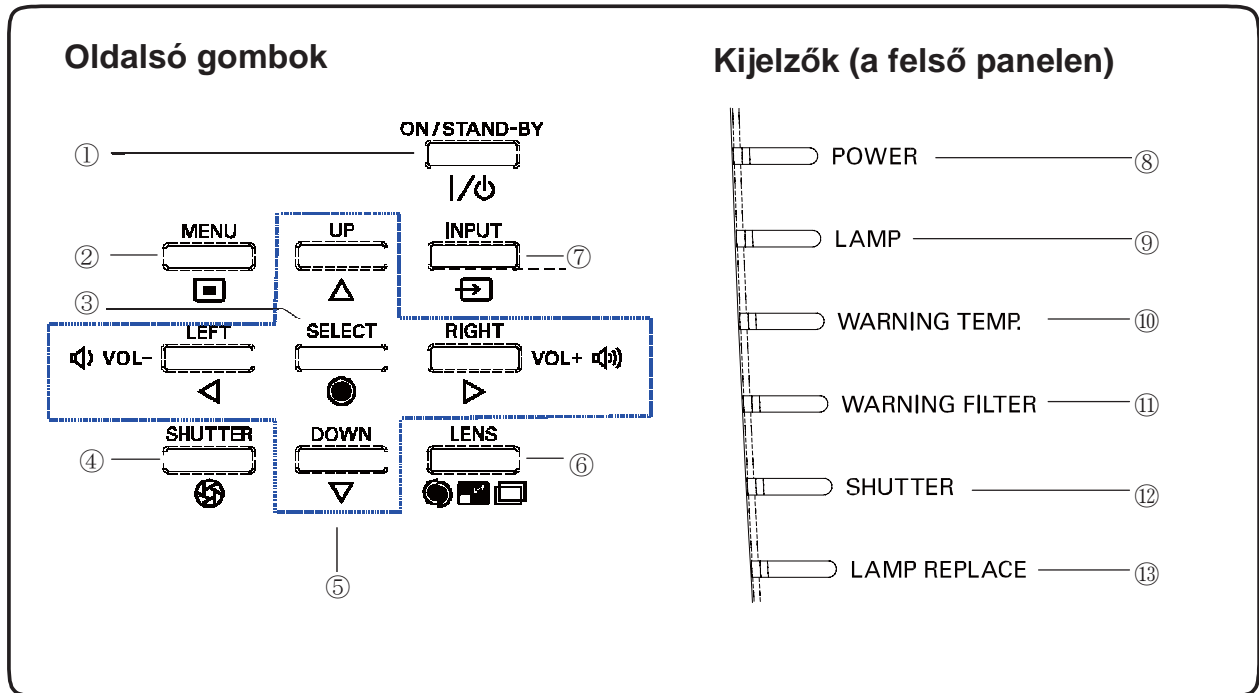 Oldalsó gombok
ON/STAND-BY
①
MENU
UP
INPUT
②
⑦
③
LEFT
SELECT
RIGHT
VOL-
VOL+
SHUTTER
DOWN
LENS
④
⑥
⑤
Kijelzők (a felső panelen)
POWER ⑧
LAMP ⑨
WARNING TEMP. ⑩
WARNING FILTER ⑪
SHUTTER ⑫
LAMP REPLACE ⑬